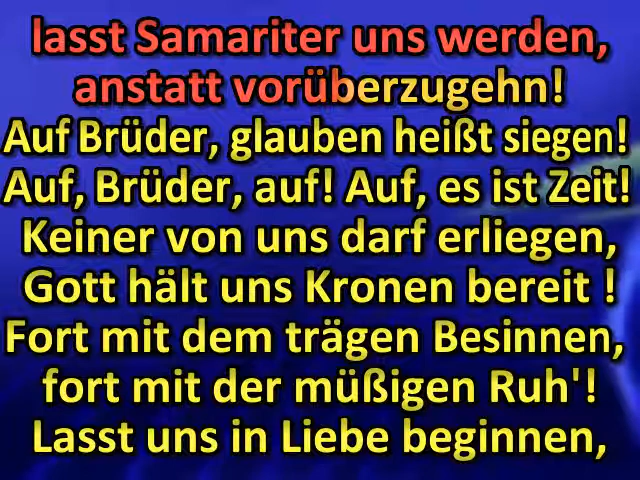 lasst Samariter uns werden,
anstatt vorüberzugehn!
Auf Brüder, glauben heißt siegen!
Auf, Brüder, auf! Auf, es ist Zeit!
Keiner von uns darf erliegen,
Gott hält uns Kronen bereit !
Fort mit dem trägen Besinnen,
fort mit der müßigen Ruh'!
Lasst uns in Liebe beginnen,